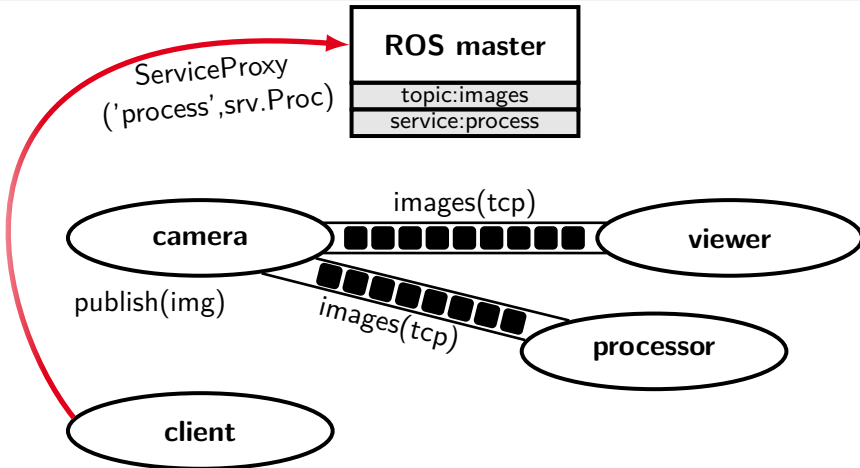 ROS master
topic:images
service:process
ServiceProxy
('process',srv.Proc)
images(tcp)
camera
viewer
publish(img)
images(tcp)
processor
client